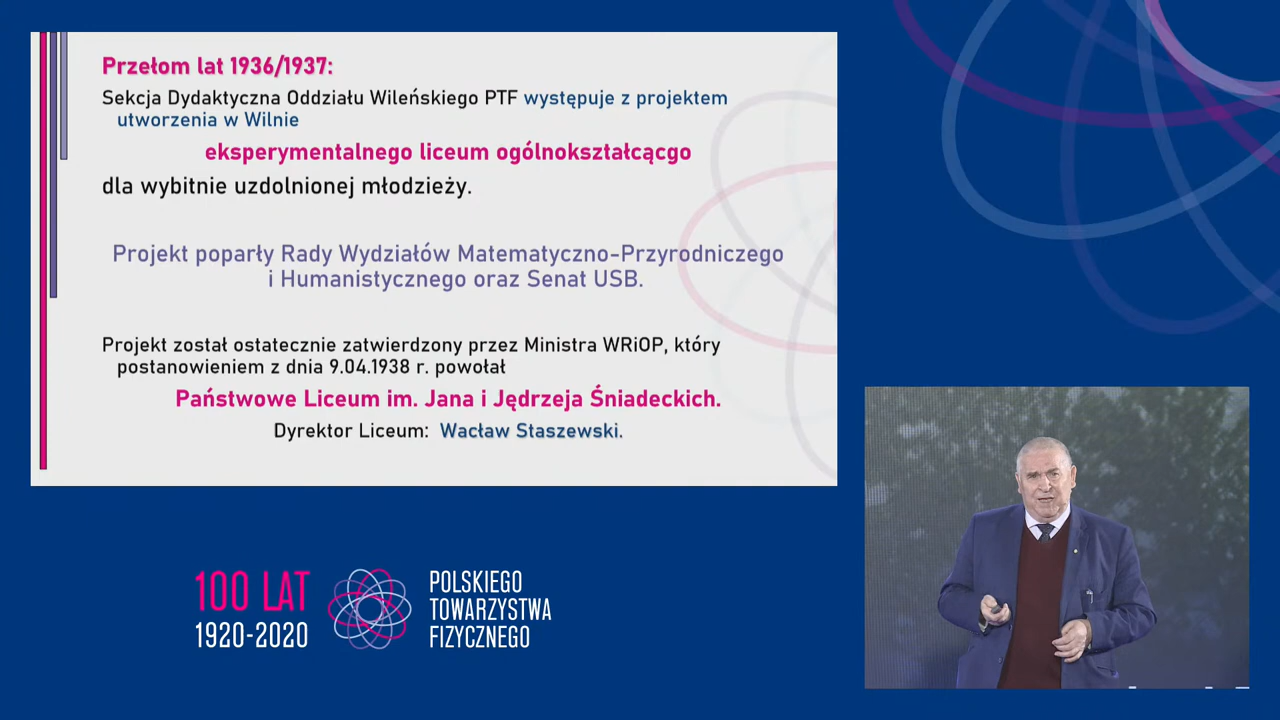 Przełom lat 1936/1937:
Sekcja Dydaktyczna Oddziału Wileńskiego PTF występuje z projektem
utworzenia w Wilnie
eksperymentalnego liceum ogólnokształcącgo
dla wybitnie uzdolnionej młodzieży.
Projekt poparły Rady Wydziałów Matematyczno-Przyrodniczego
i Humanistycznego oraz Senat USB.
Projekt został ostatecznie zatwierdzony przez Ministra WRiOP, który
postanowieniem z dnia 9.04.1938 r. powołał
Państwowe Liceum im. Jana i Jędrzeja Śniadeckich.
Dyrektor Liceum: Wacław Staszewski.
100 LAT
1920-2020
POLSKIEGO
TOWARZYSTWA
FIZYCZNEGO